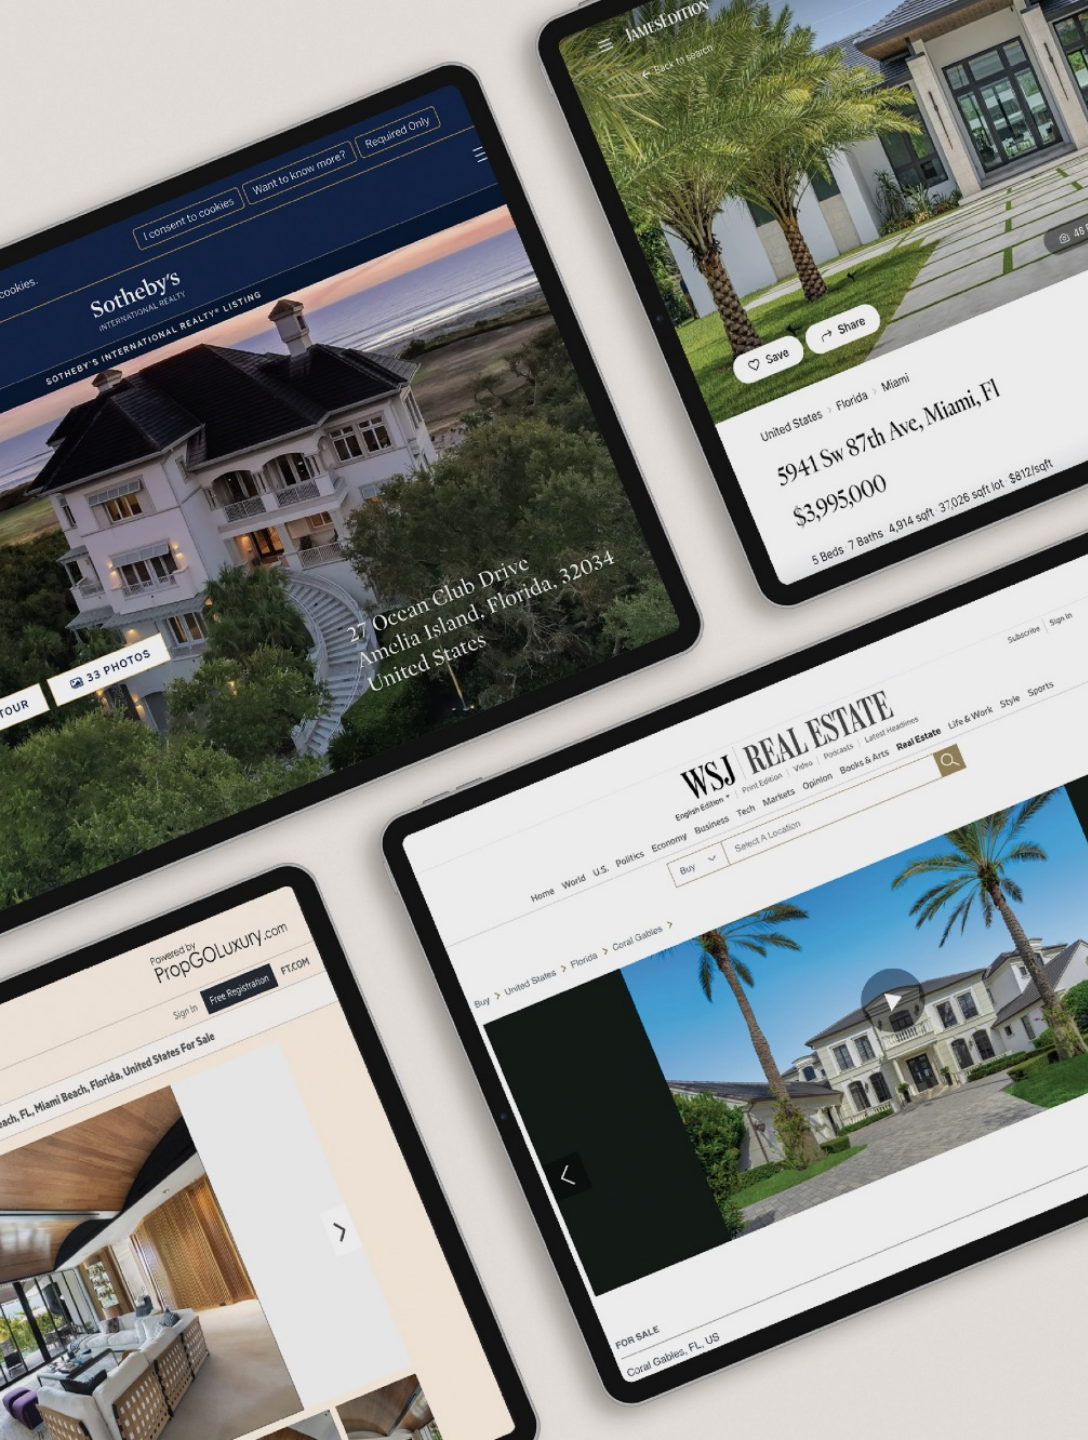 cookies.
I consent to cookies
Want to know more?
Required Only
Sotheby's
INTERNATIONAL REALTY
SOTHEBY'S INTERNATIONAL REALTY® LISTING
27 Ocean Club Drive
Amelia Island, Florida, 32034
United States
TOUR
33 PHOTOS
JAMESEDITION
← Back to search
48
Save
Share
United States › Florida › Miami
5941 Sw 87th Ave, Miami, Fl
$3,995,000
5 Beds · 7 Baths · 4,914 sqft · 37,026 sqft lot · $812/sqft
Powered by
PropGOLuxury.com
Sign In
Free Registration
FT.COM
each, FL, Miami Beach, Florida, United States For Sale
Subscribe | Sign In
WSJ | REAL ESTATE
English Edition | Print Edition | Video | Podcasts | Latest Headlines
Home World U.S. Politics Economy Business Tech Markets Opinion Books & Arts Real Estate Life & Work Style Sports
Buy
Select A Location
Buy > United States > Florida > Coral Gables >
FOR SALE
Coral Gables, FL, US